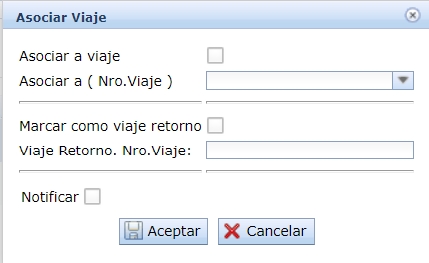 Asociar Viaje
Asociar a viaje
Asociar a ( Nro.Viaje )
Marcar como viaje retorno
Viaje Retorno. Nro.Viaje:
Notificar
Aceptar Cancelar